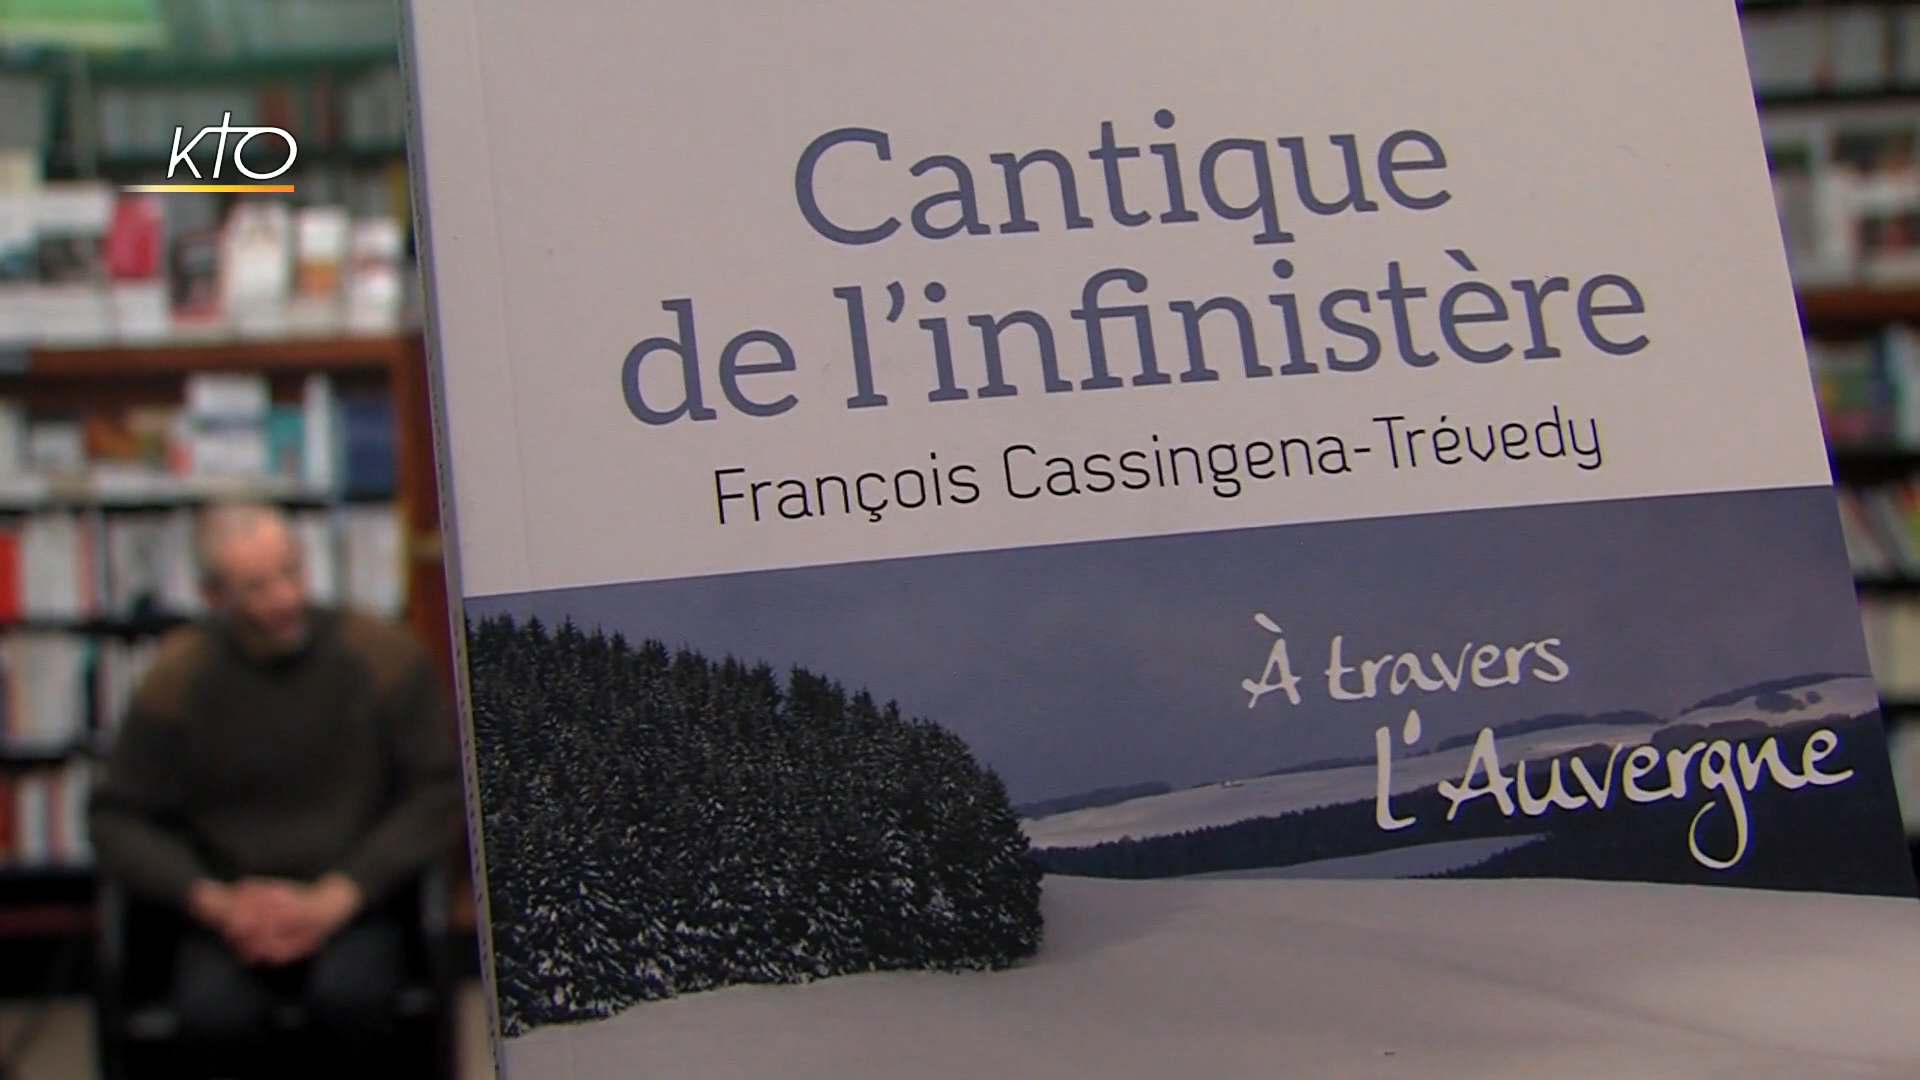 KTO
Cantique
de l'infinistère
François Cassingena-Trévedy
À travers
l'Auvergne